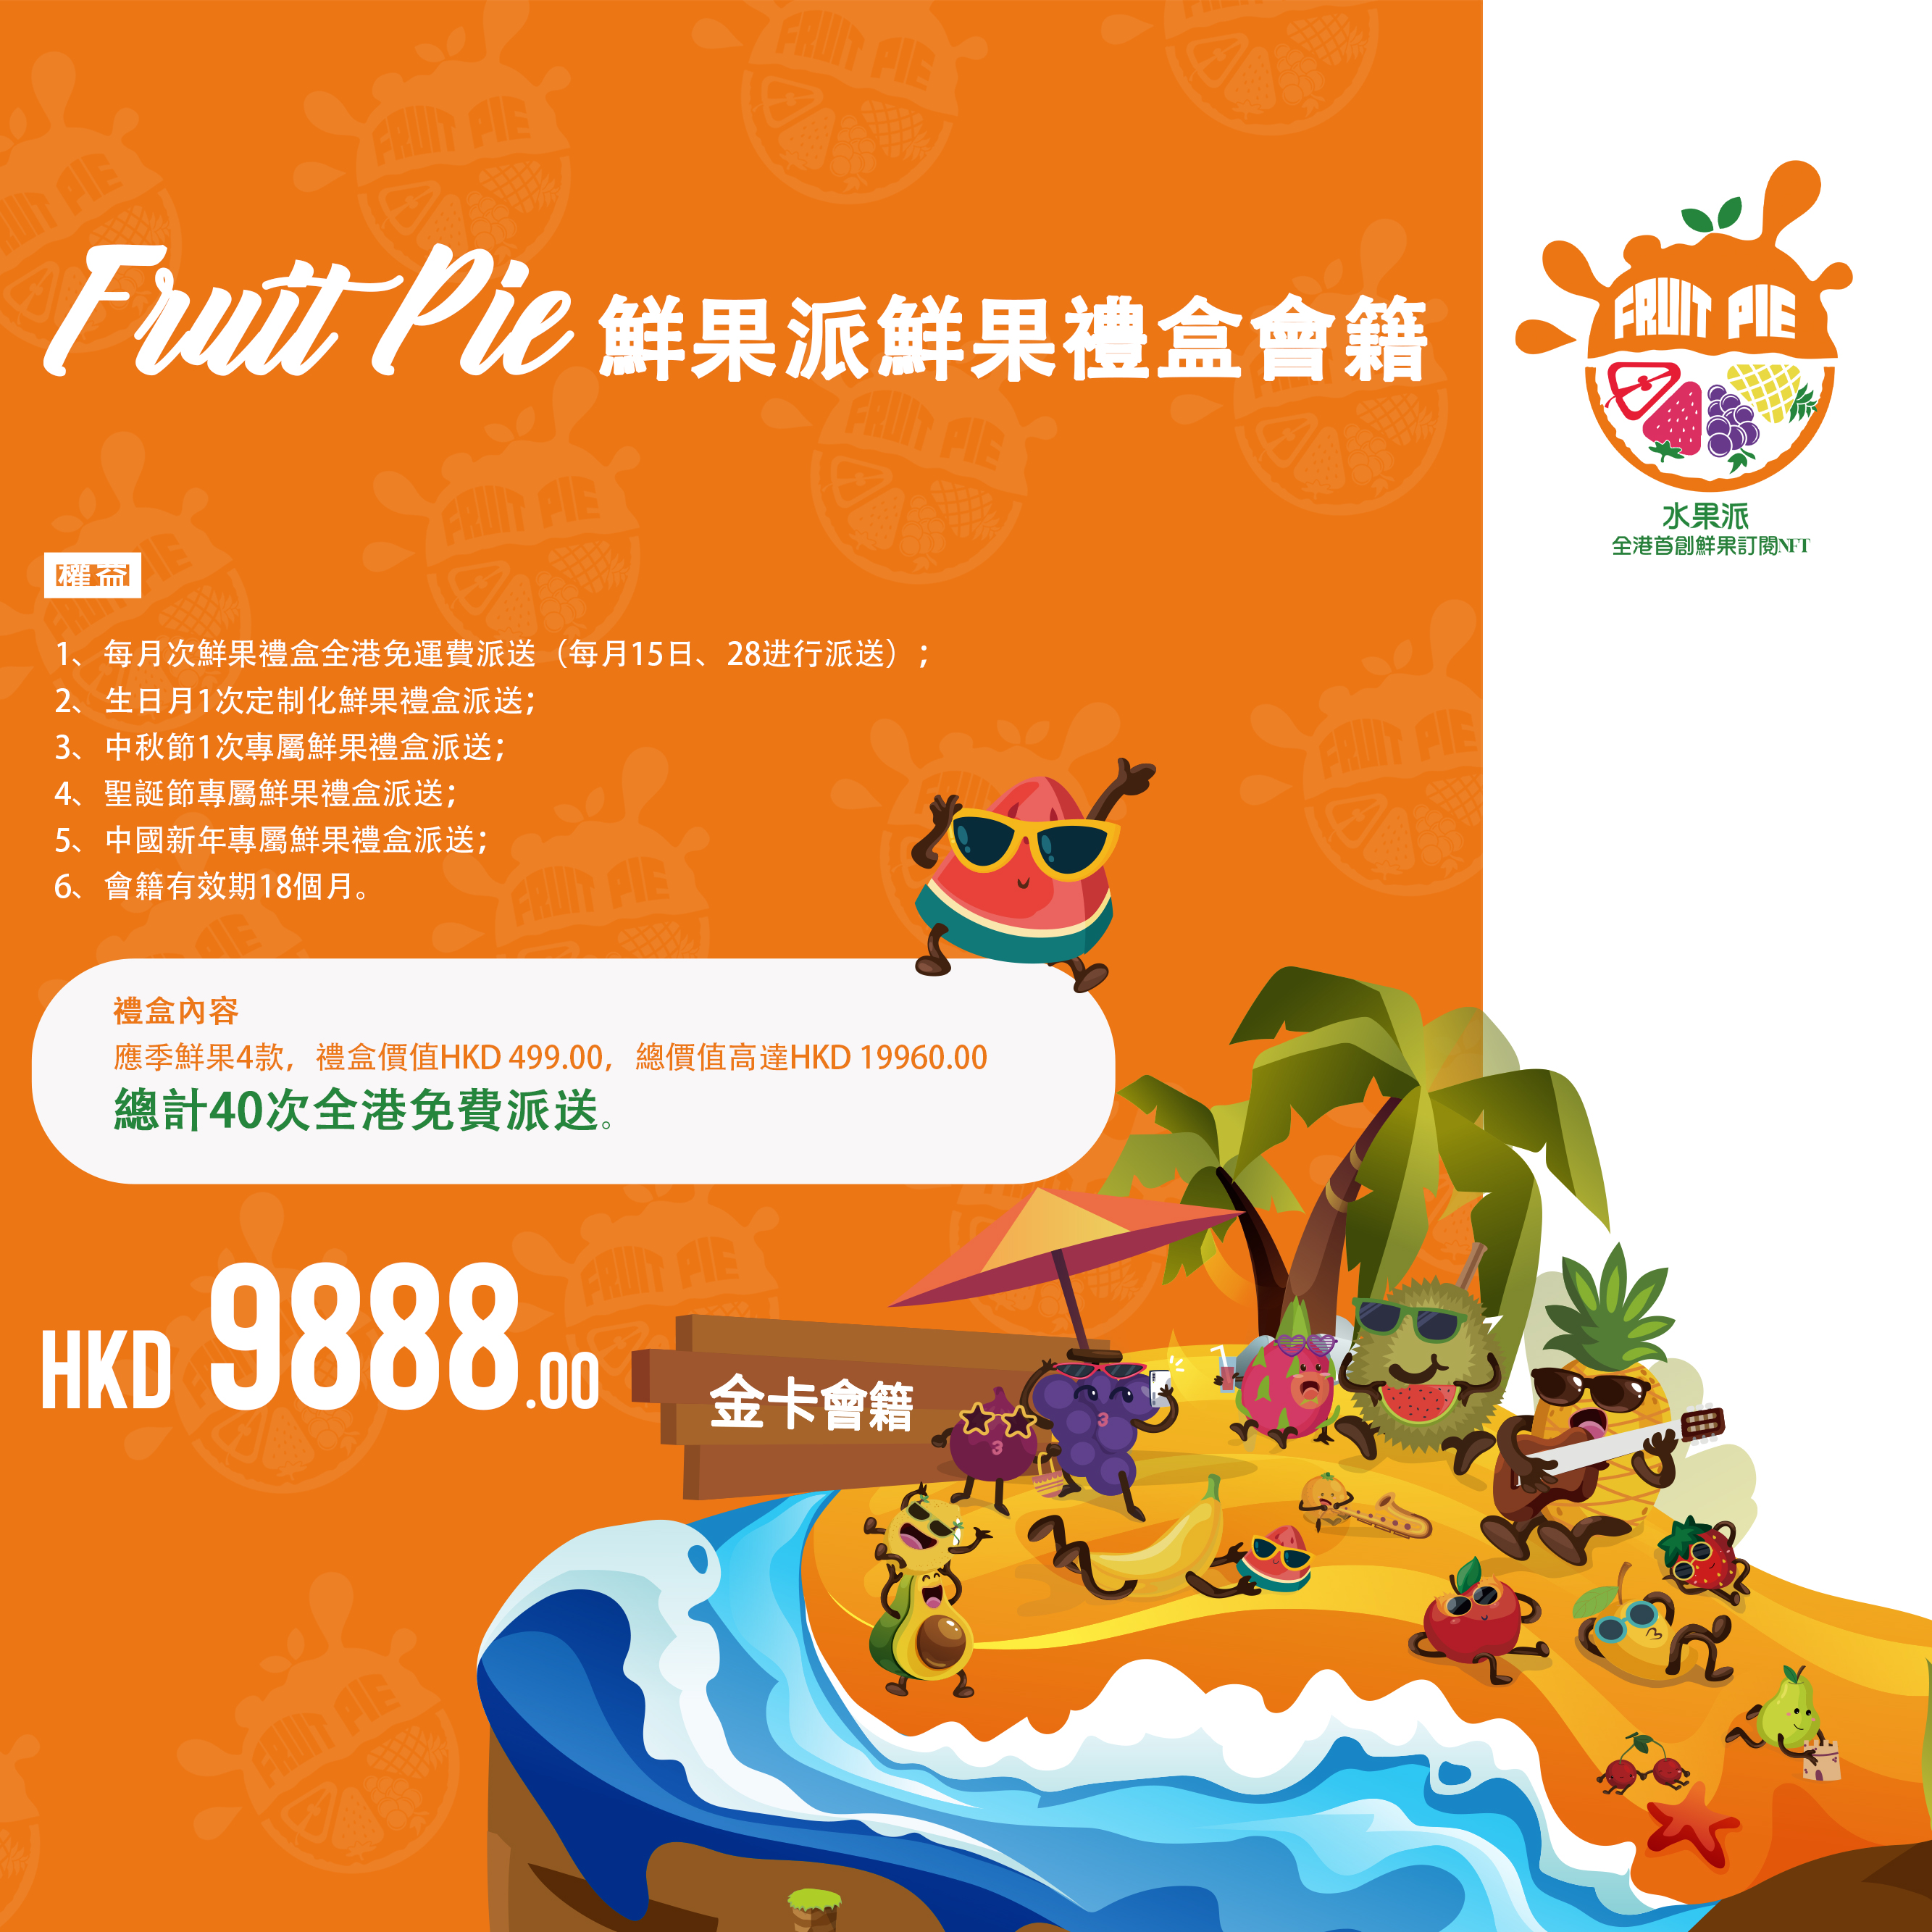 Fruit Pie 鮮果派鮮果禮盒會籍
FRUIT PIE
水果派
全港首創鮮果訂閱NFT
權益
1、 每月次鮮果禮盒全港免運費派送（每月15日、28进行派送）；
2、 生日月1次定制化鮮果禮盒派送；
3、 中秋節1次專屬鮮果禮盒派送；
4、 聖誕節專屬鮮果禮盒派送；
5、 中國新年專屬鮮果禮盒派送；
6、 會籍有效期18個月。
禮盒內容
應季鮮果4款，禮盒價值HKD 499.00，總價值高達HKD 19960.00
總計40次全港免費派送。
HKD 9888.00
金卡會籍